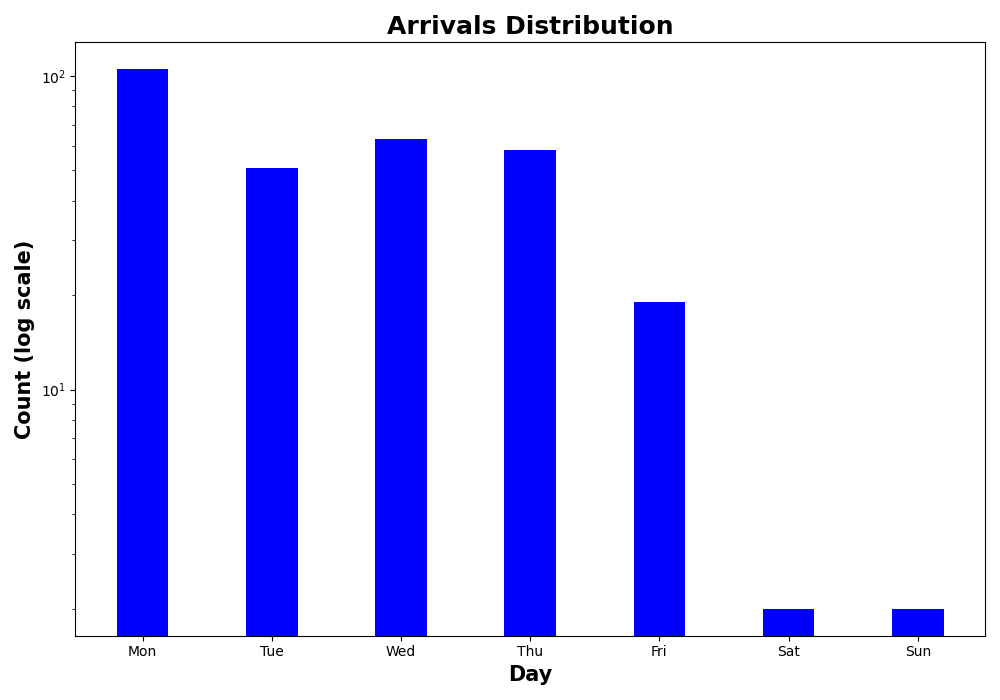 Arrivals Distribution
Count (log scale)
10²
10¹
Mon Tue Wed Thu Fri Sat Sun
Day